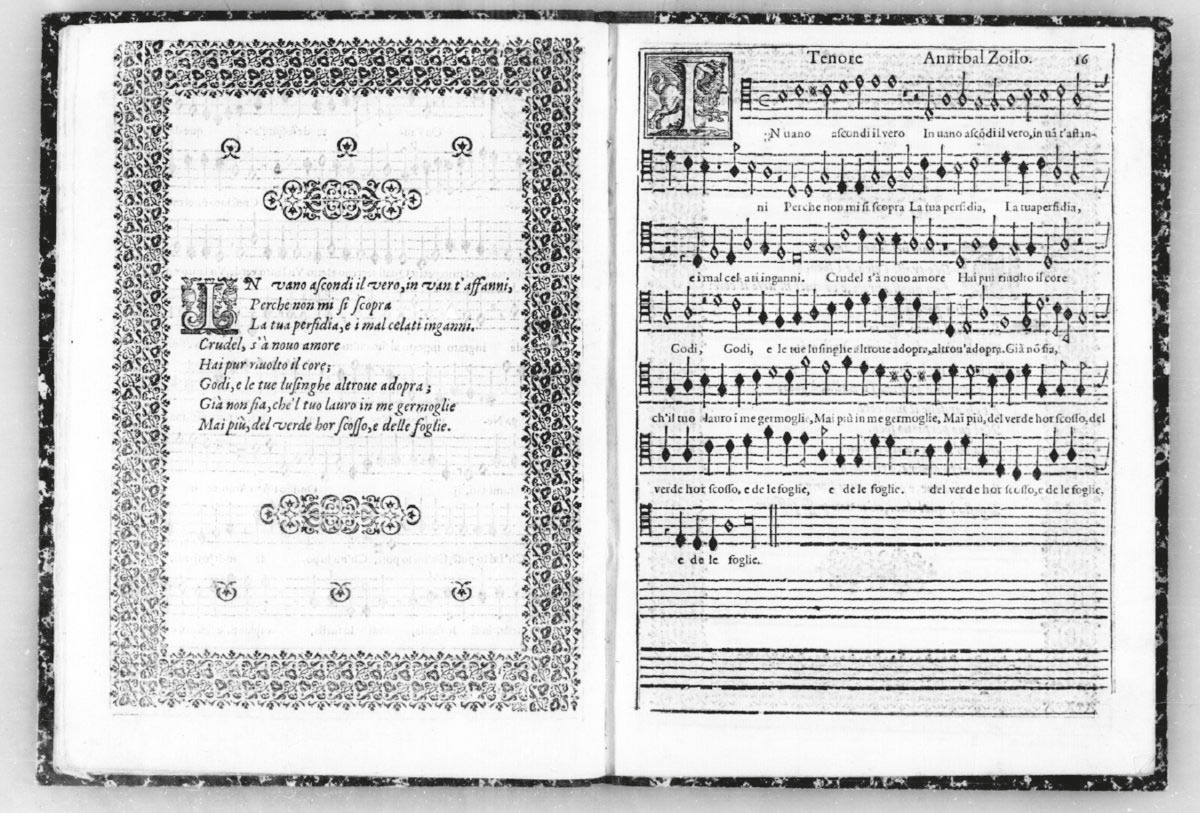 IN vano ascondi il vero, in van t'affanni,
Perche non mi si scopra
La tua perfidia, e i mal celati inganni.
Crudel, s'à nouo amore
Hai pur riuolto il core;
Godi, e le tue lusinghe altroue adopra;
Già non fia, che'l tuo lauro in me germoglie
Mai più, del verde hor scosso, e delle foglie.
Tenore Annibal Zoilo. 16
IN uano ascondi il vero In uano ascõdi il vero, in uã t'affan-
ni Perche non mi si scopra La tua perfidia, La tua perfidia,
e i mal celati inganni. Crudel s'à nouo amore Hai pur riuolto il core
Godi, Godi, e le tue lusinghe altroue adopra, altrou'adopra. Già nõ fia,
ch'il tuo lauro i me germoglie, Mai più in me germoglie, Mai più, del verde hor scosso, del
verde hor scosso, e de le foglie, e de le foglie. del verde hor scosso, e de le foglie,
e de le foglie.